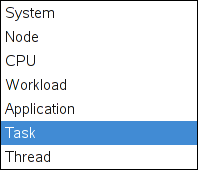 System
Node
CPU
Workload
Application
Task
Thread